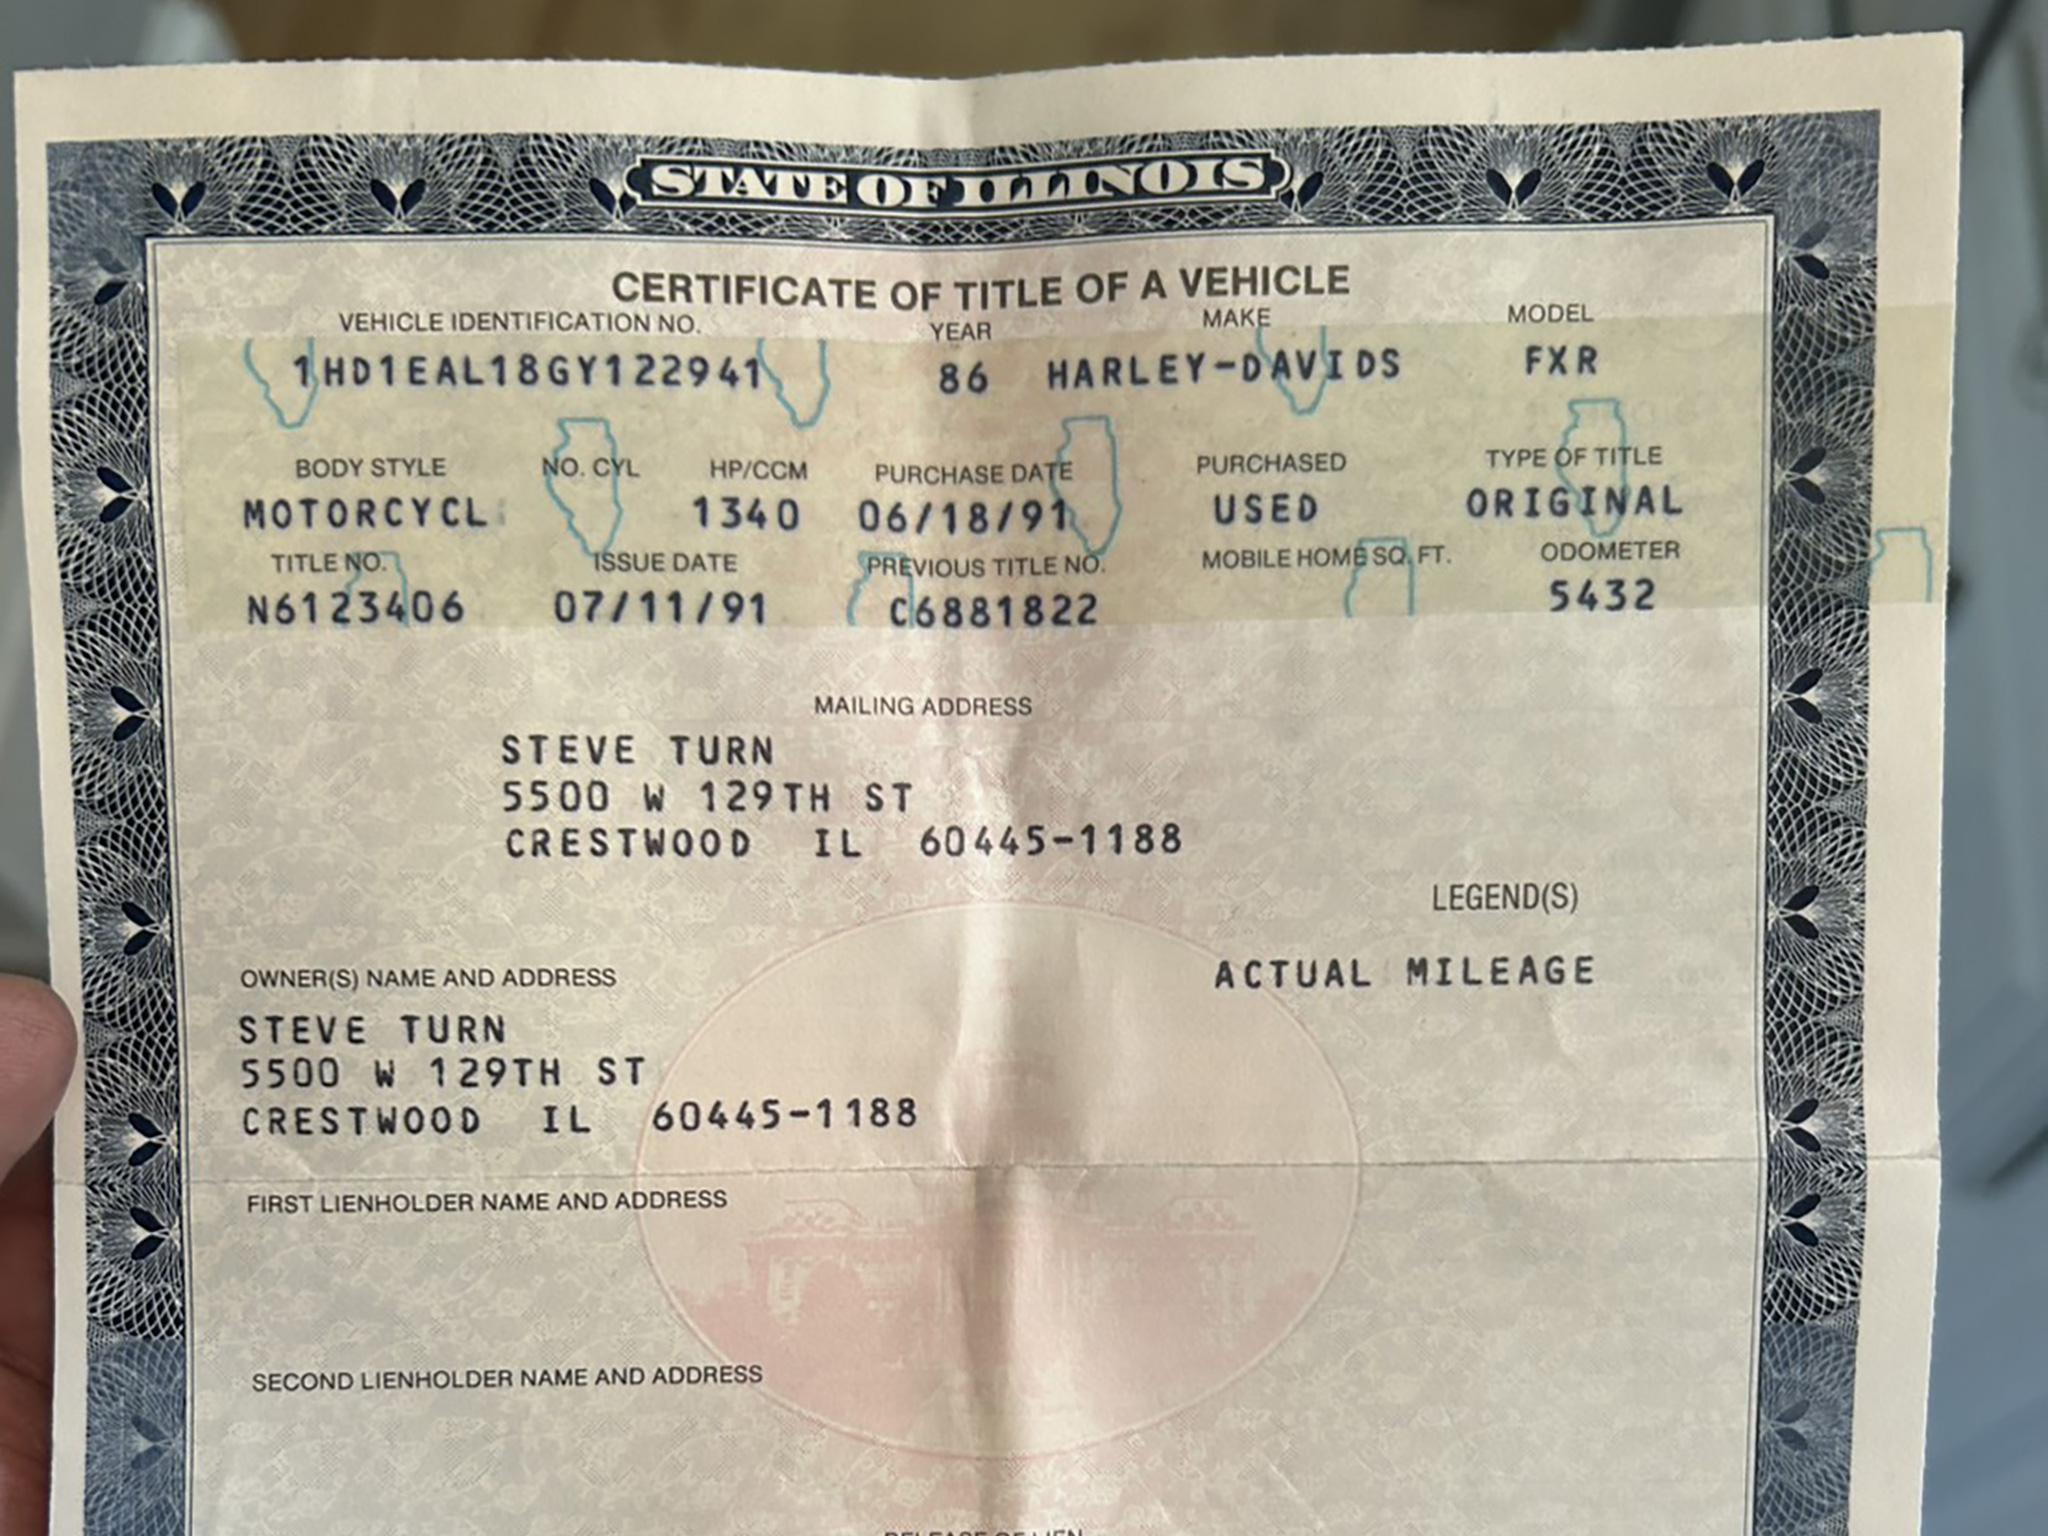 STATE OF ILLINOIS
CERTIFICATE OF TITLE OF A VEHICLE
VEHICLE IDENTIFICATION NO. YEAR MAKE MODEL
1HD1EAL18GY122941 86 HARLEY-DAVIDS FXR
BODY STYLE NO. CYL HP/CCM PURCHASE DATE PURCHASED TYPE OF TITLE
MOTORCYCL 1340 06/18/91 USED ORIGINAL
TITLE NO. ISSUE DATE PREVIOUS TITLE NO. MOBILE HOME SQ. FT. ODOMETER
N6123406 07/11/91 C6881822 5432
MAILING ADDRESS
STEVE TURN
5500 W 129TH ST
CRESTWOOD IL 60445-1188
LEGEND(S)
ACTUAL MILEAGE
OWNER(S) NAME AND ADDRESS
STEVE TURN
5500 W 129TH ST
CRESTWOOD IL 60445-1188
FIRST LIENHOLDER NAME AND ADDRESS
SECOND LIENHOLDER NAME AND ADDRESS
RELEASE OF LIEN